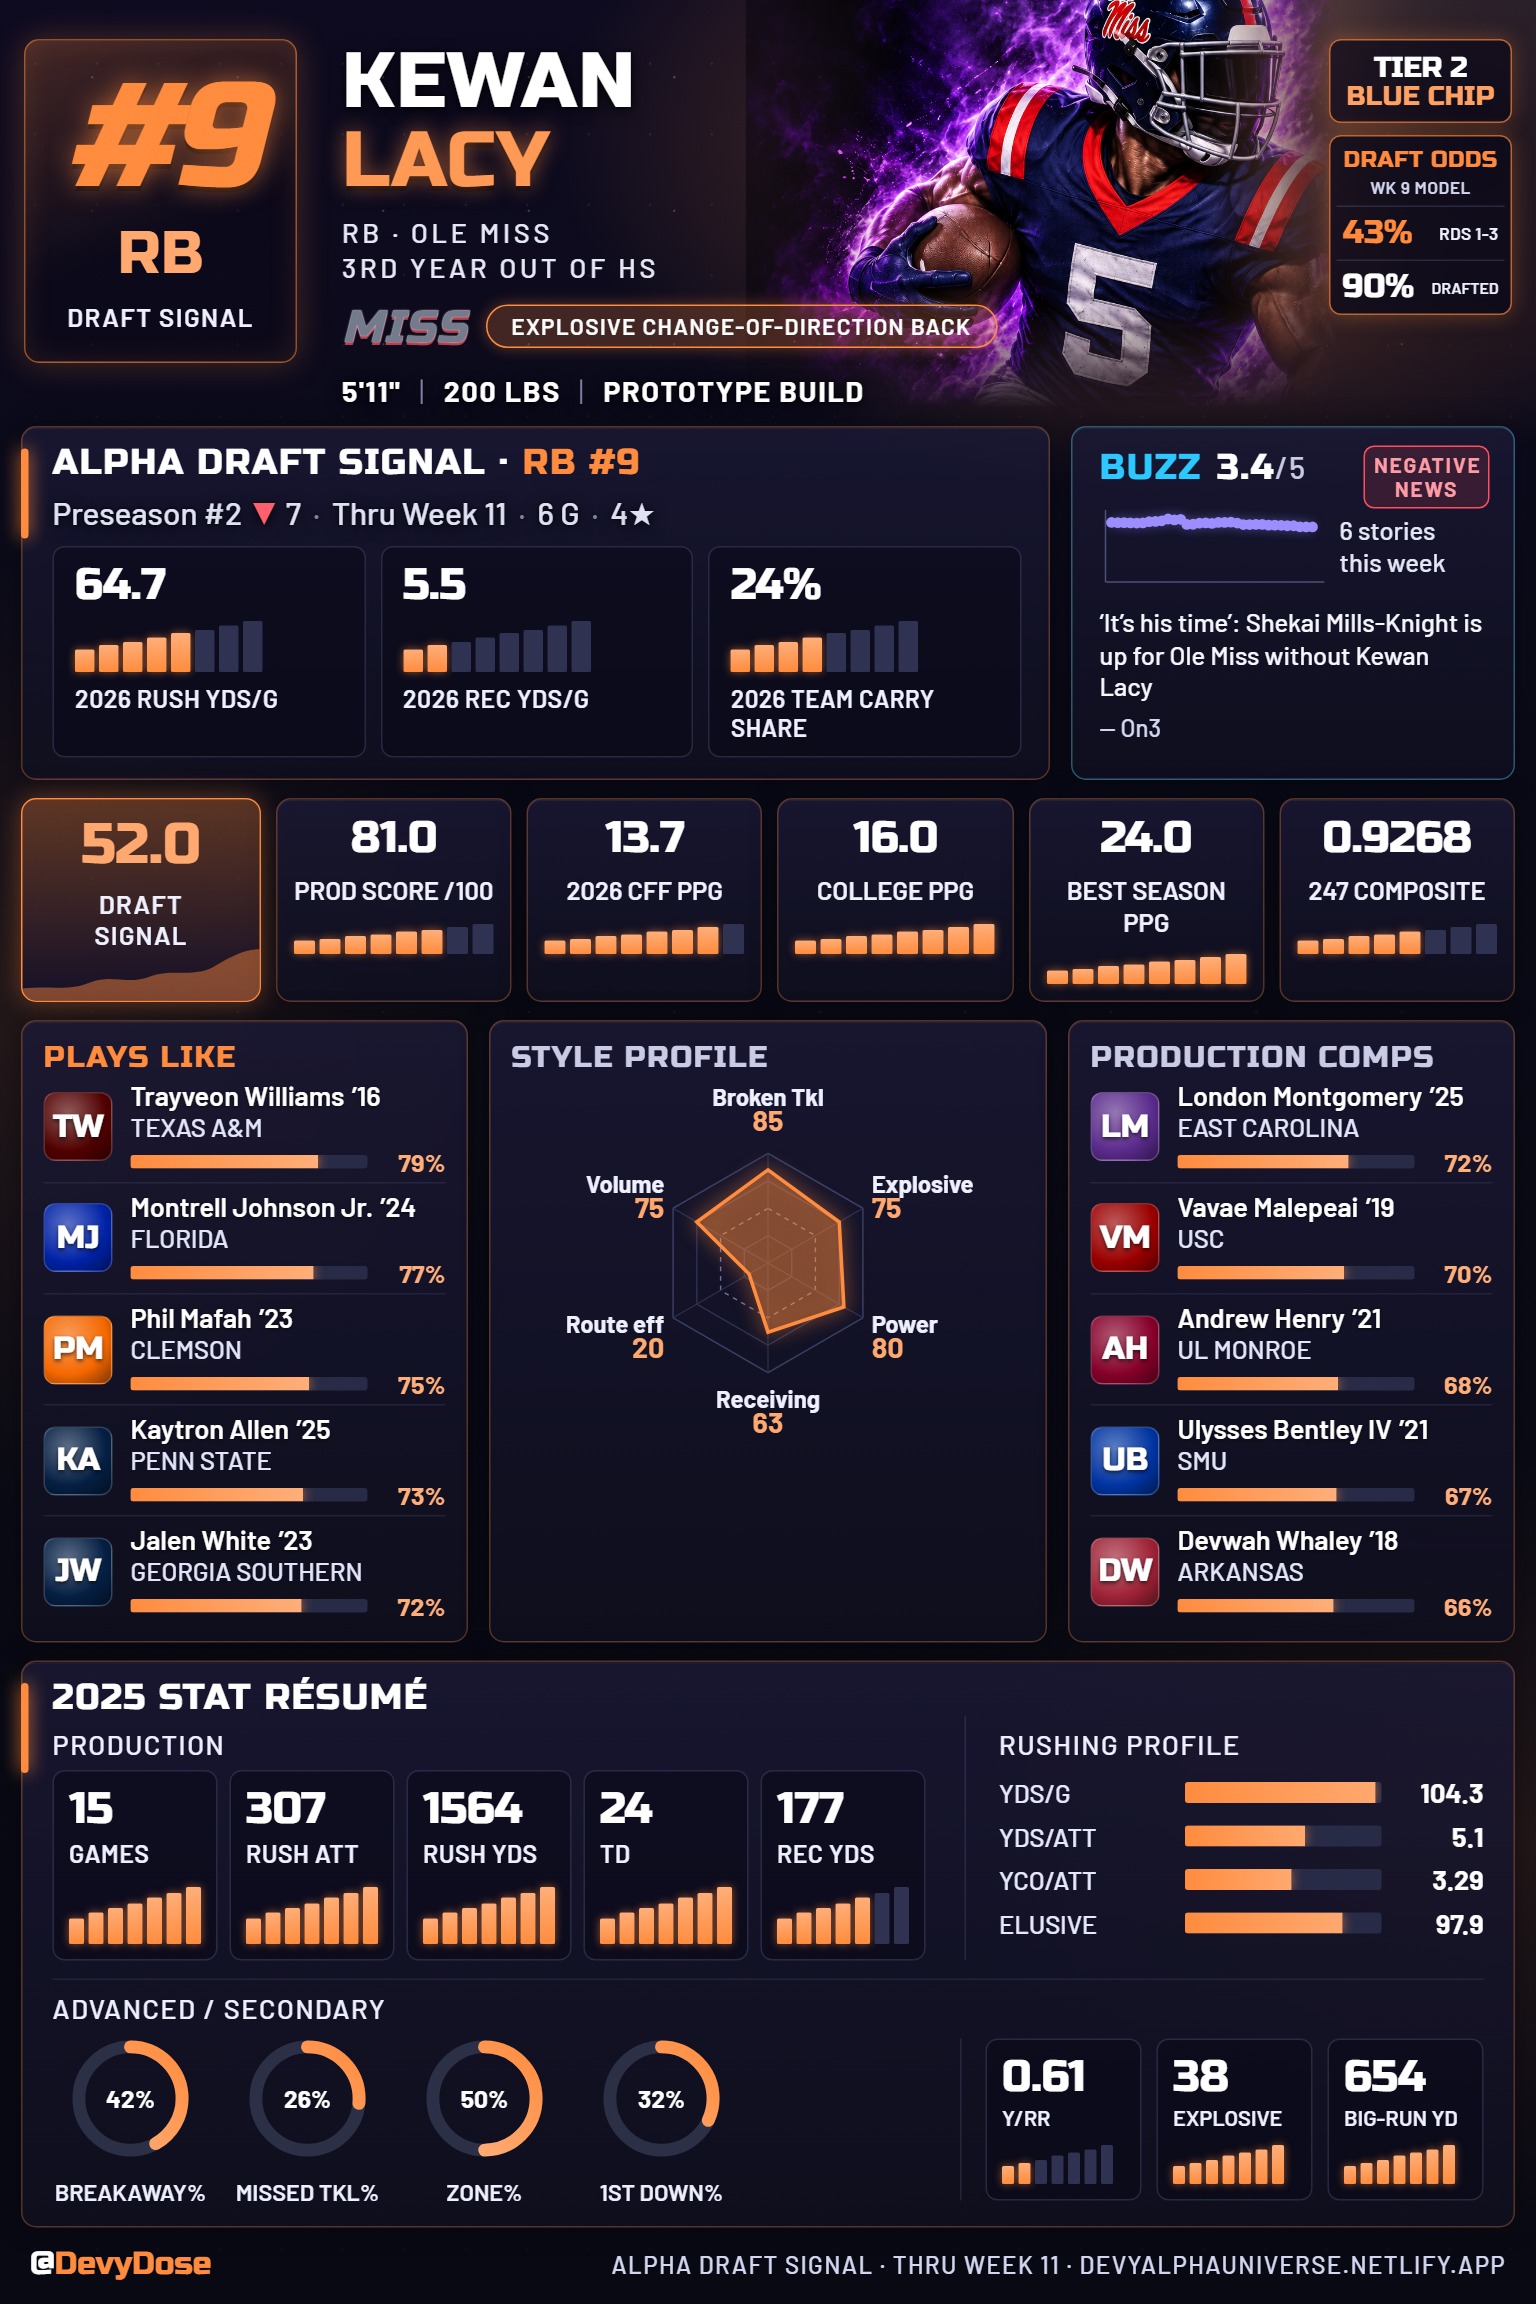 #9
RB
DRAFT SIGNAL
KEWAN
LACY
RB · OLE MISS
3RD YEAR OUT OF HS
MISS
EXPLOSIVE CHANGE-OF-DIRECTION BACK
5'11" | 200 LBS | PROTOTYPE BUILD
Miss
5
TIER 2
BLUE CHIP
DRAFT ODDS
WK 9 MODEL
43% RDS 1-3
90% DRAFTED
ALPHA DRAFT SIGNAL · RB #9
Preseason #2 ▼ 7 · Thru Week 11 · 6 G · 4★
64.7
2026 RUSH YDS/G
5.5
2026 REC YDS/G
24%
2026 TEAM CARRY
SHARE
BUZZ 3.4/5
NEGATIVE
NEWS
6 stories
this week
‘It’s his time’: Shekai Mills-Knight is
up for Ole Miss without Kewan
Lacy
— On3
52.0
DRAFT
SIGNAL
81.0
PROD SCORE /100
13.7
2026 CFF PPG
16.0
COLLEGE PPG
24.0
BEST SEASON
PPG
0.9268
247 COMPOSITE
PLAYS LIKE
TW
Trayveon Williams ’16
TEXAS A&M
79%
MJ
Montrell Johnson Jr. ’24
FLORIDA
77%
PM
Phil Mafah ’23
CLEMSON
75%
KA
Kaytron Allen ’25
PENN STATE
73%
JW
Jalen White ’23
GEORGIA SOUTHERN
72%
STYLE PROFILE
Broken Tkl
85
Explosive
75
Power
80
Receiving
63
Route eff
20
Volume
75
PRODUCTION COMPS
LM
London Montgomery ’25
EAST CAROLINA
72%
VM
Vavae Malepeai ’19
USC
70%
AH
Andrew Henry ’21
UL MONROE
68%
UB
Ulysses Bentley IV ’21
SMU
67%
DW
Devwah Whaley ’18
ARKANSAS
66%
2025 STAT RÉSUMÉ
PRODUCTION
15
GAMES
307
RUSH ATT
1564
RUSH YDS
24
TD
177
REC YDS
RUSHING PROFILE
YDS/G 104.3
YDS/ATT 5.1
YCO/ATT 3.29
ELUSIVE 97.9
ADVANCED / SECONDARY
42%
BREAKAWAY%
26%
MISSED TKL%
50%
ZONE%
32%
1ST DOWN%
0.61
Y/RR
38
EXPLOSIVE
654
BIG-RUN YD
@DevyDose
ALPHA DRAFT SIGNAL · THRU WEEK 11 · DEVYALPHAUNIVERSE.NETLIFY.APP